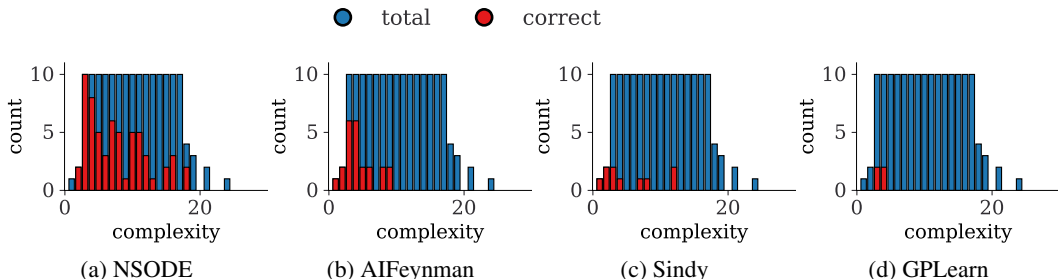 total correct
10
5
0
count
0 20
complexity
(a) NSODE
10
5
0
count
0 20
complexity
(b) AIFeynman
10
5
0
count
0 20
complexity
(c) Sindy
10
5
0
count
0 20
complexity
(d) GPLearn